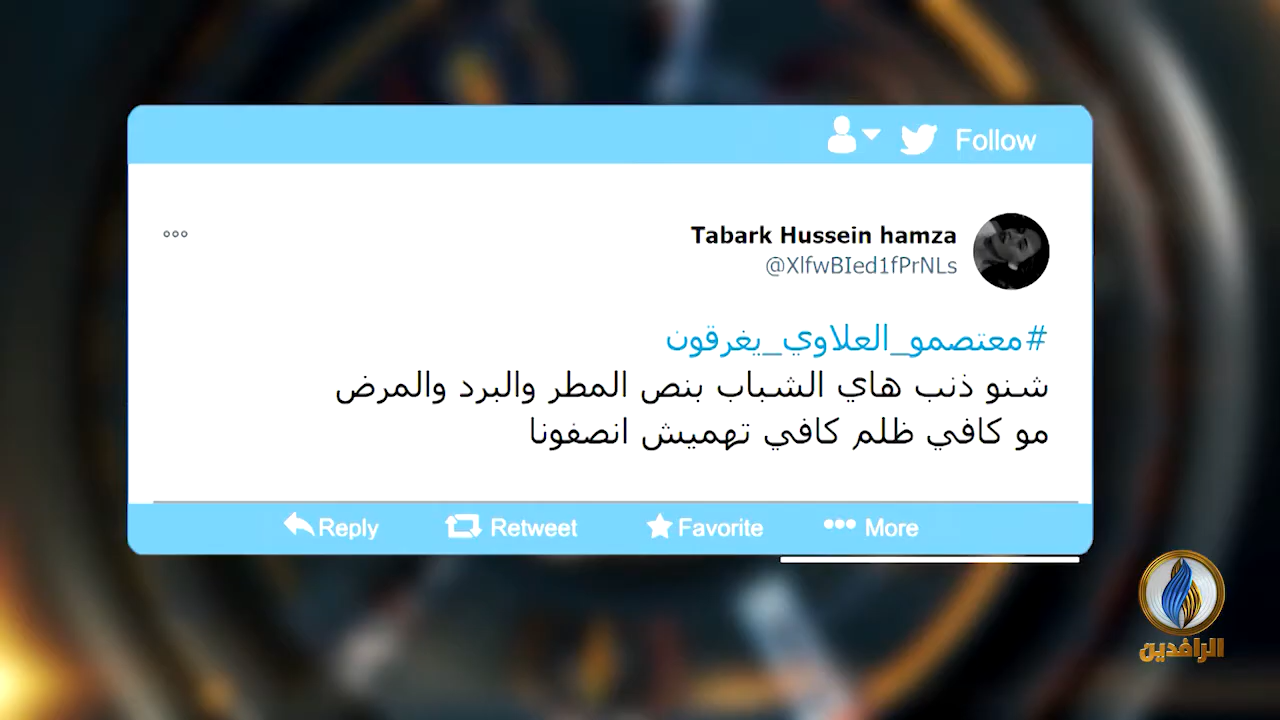 Follow
Tabark Hussein hamza
@XlfwBIed1fPrNLs
#معتصمو_العلاوي_يغرقون
شنو ذنب هاي الشباب بنص المطر والبرد والمرض
مو كافي ظلم كافي تهميش انصفونا
Reply Retweet Favorite More
الرافدين